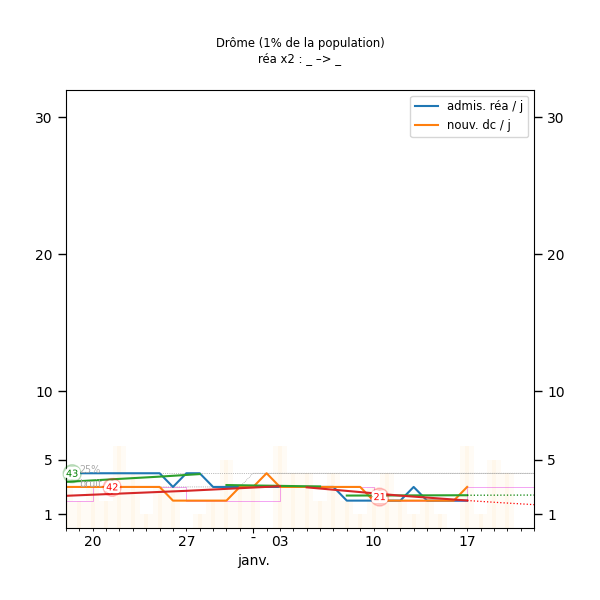 Drôme (1% de la population)
réa x2 : _ –> _
admis. réa / j
nouv. dc / j
30 30
20 20
10 10
5 5
43 25%
42
21
1 1
20 27 - 03 10 17
janv.